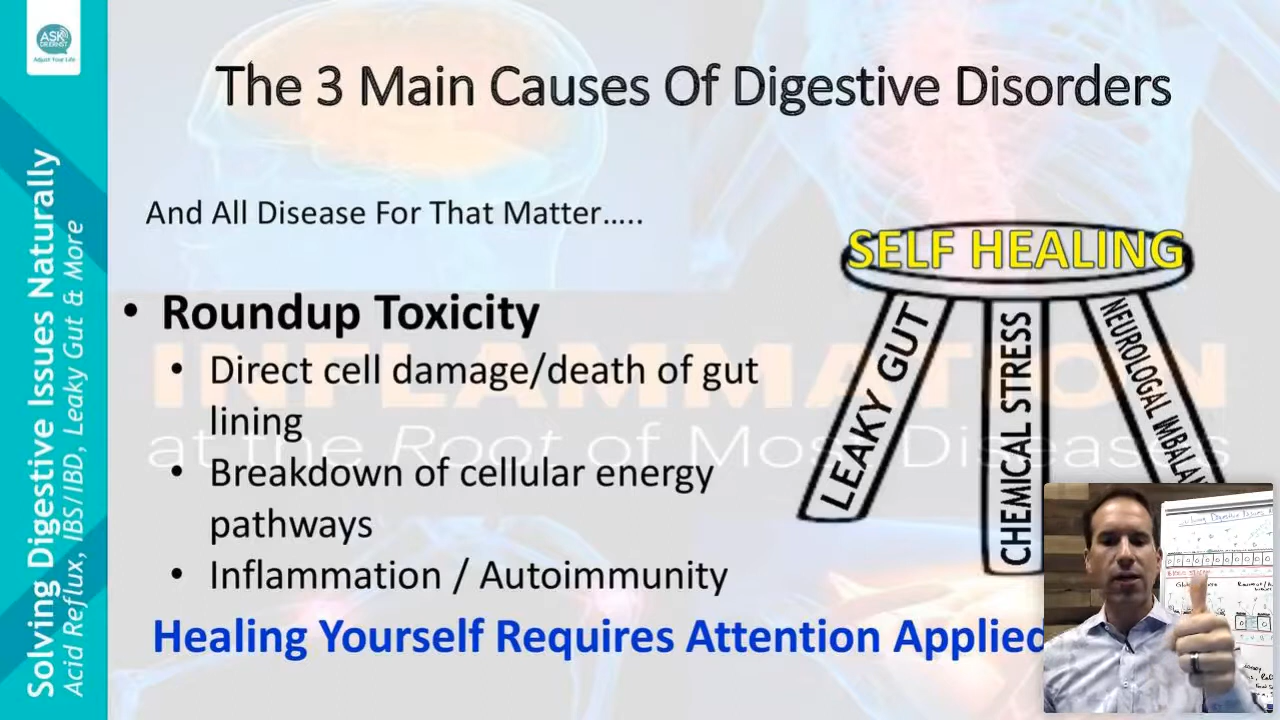 ASK
DR.ERNST
Adjust Your Life
Solving Digestive Issues Naturally
Acid Reflux, IBS/IBD, Leaky Gut & More
The 3 Main Causes Of Digestive Disorders
And All Disease For That Matter…..
• Roundup Toxicity
• Direct cell damage/death of gut
lining
• Breakdown of cellular energy
pathways
• Inflammation / Autoimmunity
Healing Yourself Requires Attention Applied
SELF HEALING
LEAKY GUT
CHEMICAL STRESS
NEUROLOGAL IMBALAN
INFLAMMATION
at the Root of Most Diseases